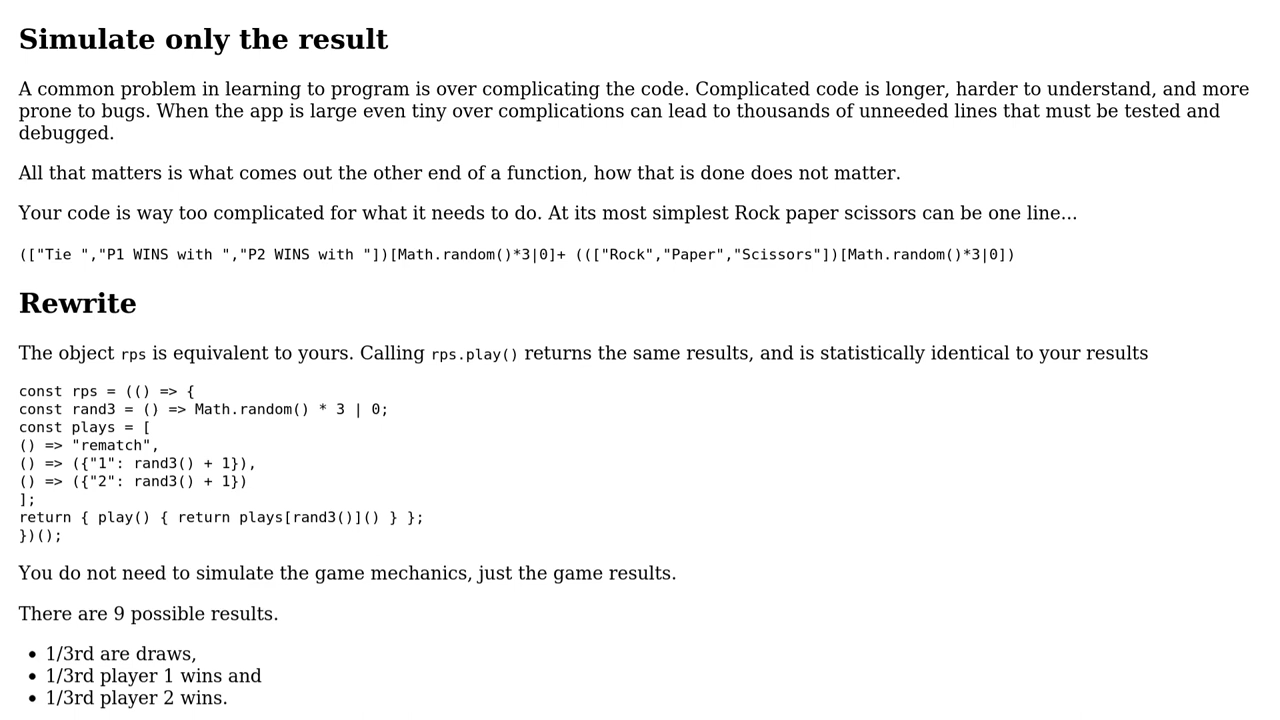 Simulate only the result
A common problem in learning to program is over complicating the code. Complicated code is longer, harder to understand, and more
prone to bugs. When the app is large even tiny over complications can lead to thousands of unneeded lines that must be tested and
debugged.
All that matters is what comes out the other end of a function, how that is done does not matter.
Your code is way too complicated for what it needs to do. At its most simplest Rock paper scissors can be one line...
(["Tie ","P1 WINS with ","P2 WINS with "])[Math.random()*3|0]+ ((["Rock","Paper","Scissors"])[Math.random()*3|0])
Rewrite
The object rps is equivalent to yours. Calling rps.play() returns the same results, and is statistically identical to your results
const rps = (() => {
const rand3 = () => Math.random() * 3 | 0;
const plays = [
() => "rematch",
() => ({"1": rand3() + 1}),
() => ({"2": rand3() + 1})
];
return { play() { return plays[rand3()]() } };
})();
You do not need to simulate the game mechanics, just the game results.
There are 9 possible results.
• 1/3rd are draws,
• 1/3rd player 1 wins and
• 1/3rd player 2 wins.